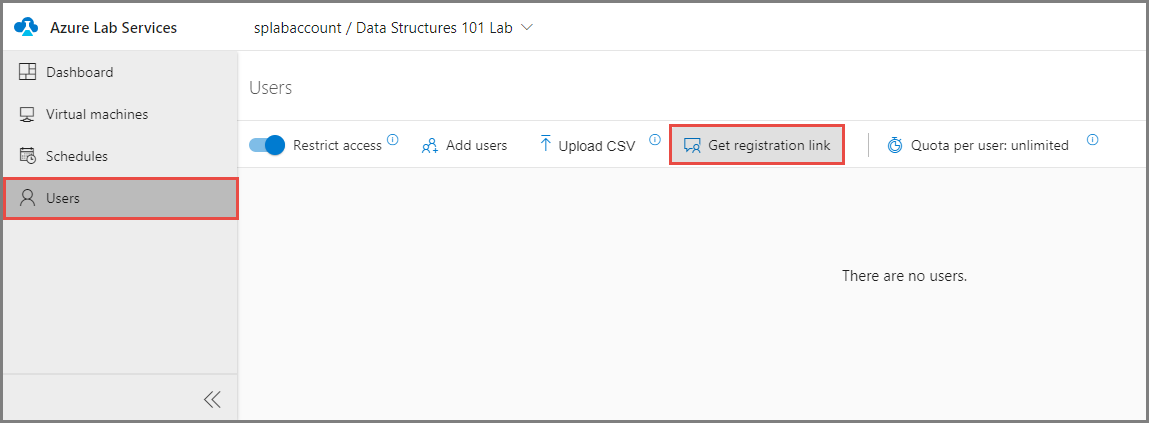 Azure Lab Services
splabaccount / Data Structures 101 Lab
Dashboard
Virtual machines
Schedules
Users
Users
Restrict access
Add users
Upload CSV
Get registration link
Quota per user: unlimited
There are no users.